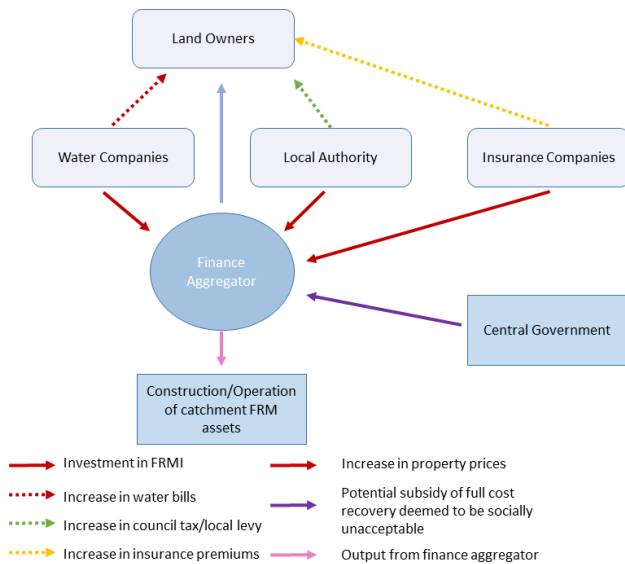 Land Owners
Water Companies
Local Authority
Insurance Companies
Finance
Aggregator
Central Government
Construction/Operation
of catchment FRM
assets
Investment in FRMI
Increase in water bills
Increase in council tax/local levy
Increase in insurance premiums
Increase in property prices
Potential subsidy of full cost
recovery deemed to be socially
unacceptable
Output from finance aggregator